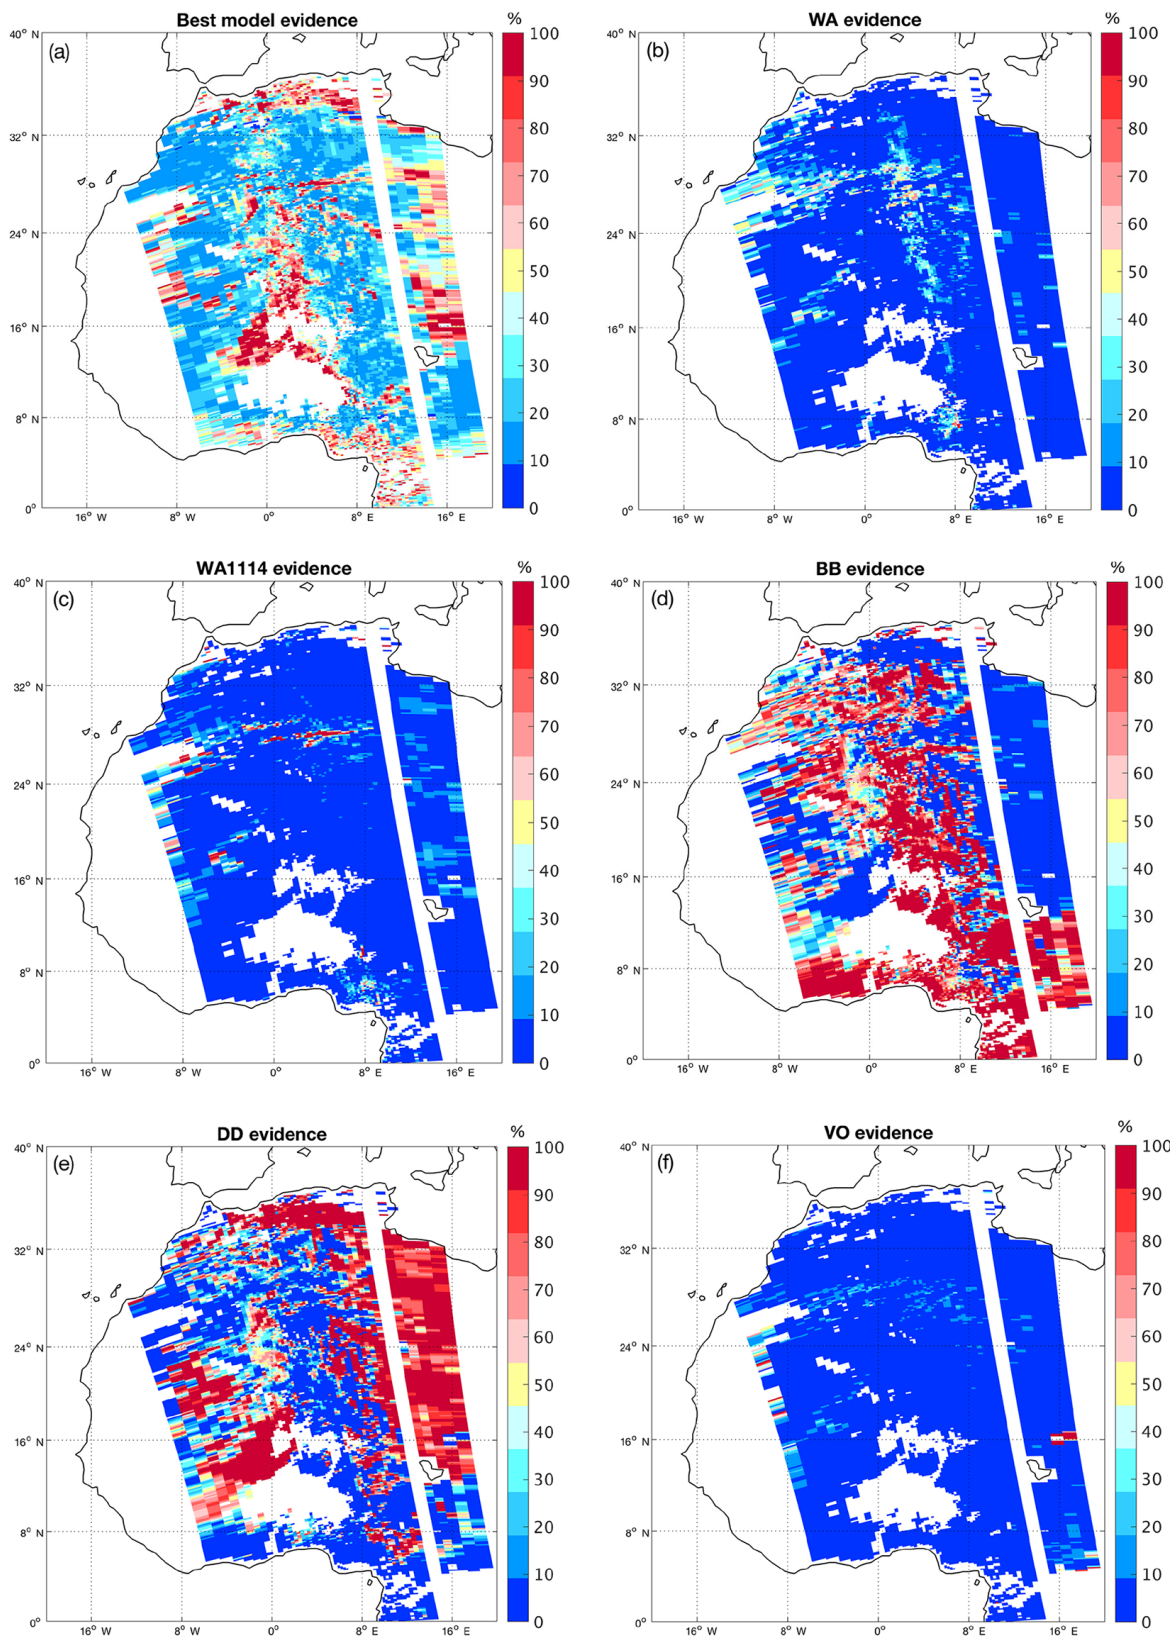 Best model evidence
%
WA evidence
%
(a)
(b)
40° N
32° N
24° N
16° N
8° N
0°
16° W
8° W
0°
8° E
16° E
100
90
80
70
60
50
40
30
20
10
0
40° N
32° N
24° N
16° N
8° N
0°
16° W
8° W
0°
8° E
16° E
100
90
80
70
60
50
40
30
20
10
0
WA1114 evidence
%
BB evidence
%
(c)
(d)
40° N
32° N
24° N
16° N
8° N
0°
16° W
8° W
0°
8° E
16° E
100
90
80
70
60
50
40
30
20
10
0
40° N
32° N
24° N
16° N
8° N
0°
16° W
8° W
0°
8° E
16° E
100
90
80
70
60
50
40
30
20
10
0
DD evidence
%
VO evidence
%
(e)
(f)
40° N
32° N
24° N
16° N
8° N
0°
16° W
8° W
0°
8° E
16° E
100
90
80
70
60
50
40
30
20
10
0
40° N
32° N
24° N
16° N
8° N
0°
16° W
8° W
0°
8° E
16° E
100
90
80
70
60
50
40
30
20
10
0